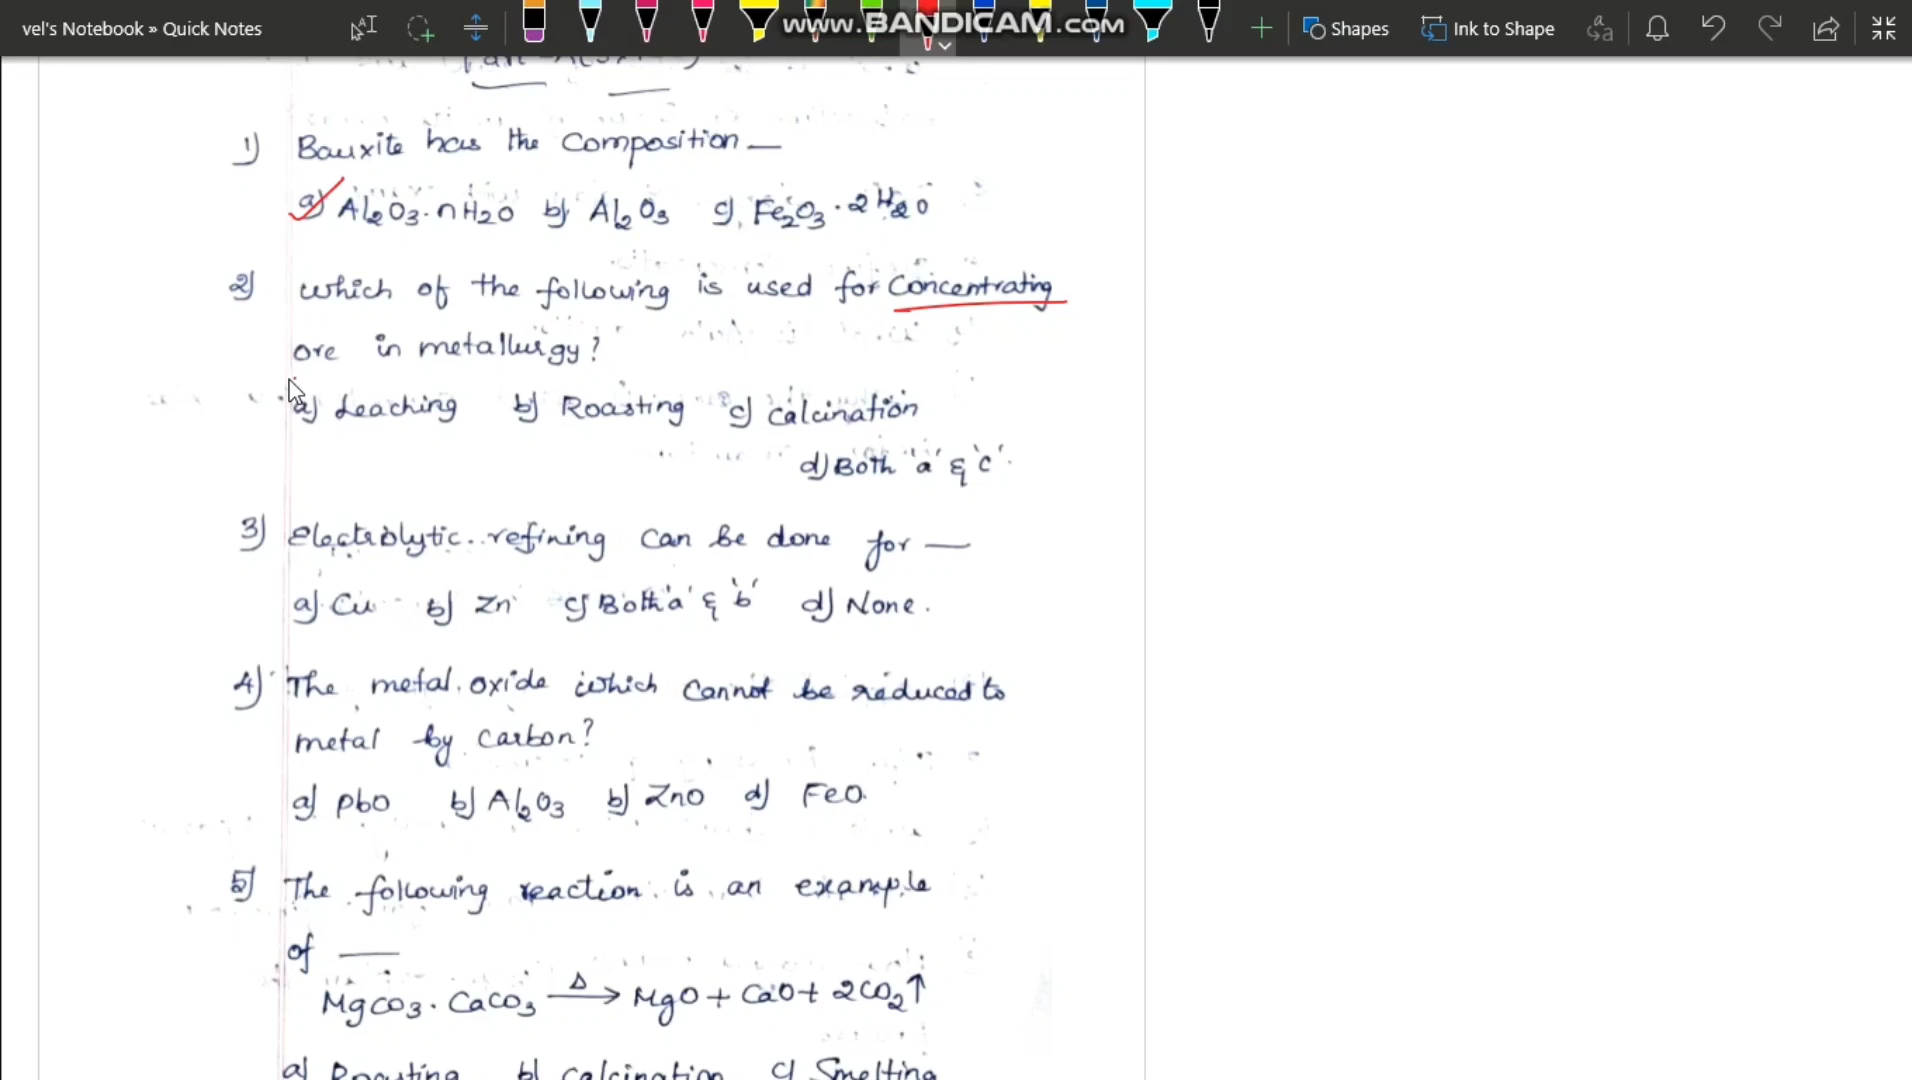 vel's Notebook » Quick Notes
www.BANDICAM.com
Shapes
Ink to Shape
1) Bauxite has the Composition —
a) Al2O3.nH2O b) Al2O3 c) Fe2O3.2H2O
2) which of the following is used for Concentrating
ore in metallurgy?
a) Leaching b) Roasting c) calcination
d) Both 'a' & 'c'.
3) Electrolytic refining can be done for —
a) Cu b) Zn c) Both 'a' & 'b' d) None.
4) The metal oxide which cannot be reduced to
metal by carbon?
a) PbO b) Al2O3 b) ZnO d) FeO.
5) The following reaction is an example
of —
MgCO3.CaCO3 —Δ→ MgO + CaO + 2CO2↑
a) Roasting b) calcination c) Smelting